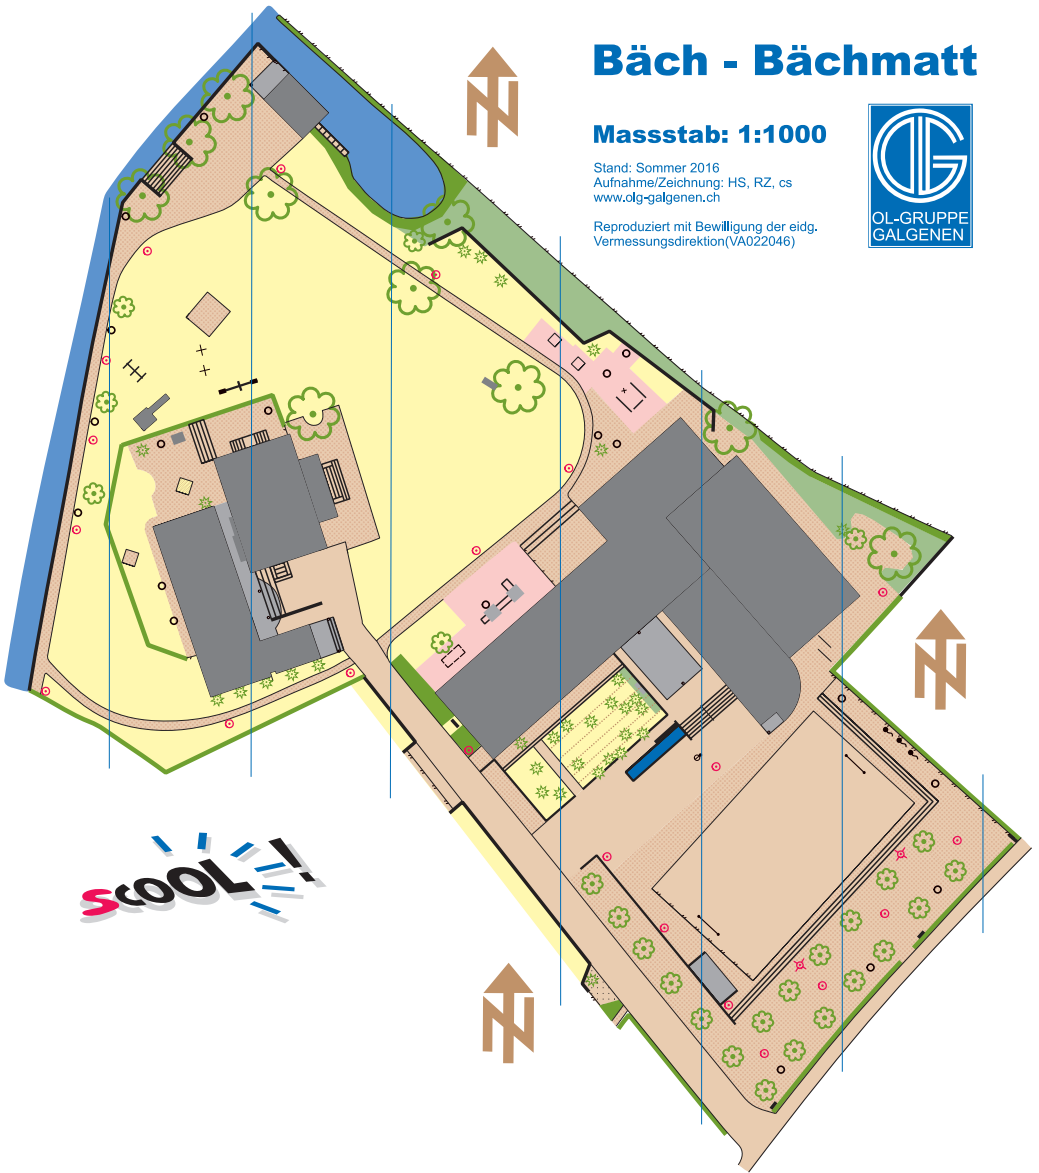 Bäch - Bächmatt
Massstab: 1:1000
Stand: Sommer 2016
Aufnahme/Zeichnung: HS, RZ, cs
www.olg-galgenen.ch
Reproduziert mit Bewilligung der eidg.
Vermessungsdirektion(VA022046)
OL-GRUPPE
GALGENEN
N
N
N
sCOOL!